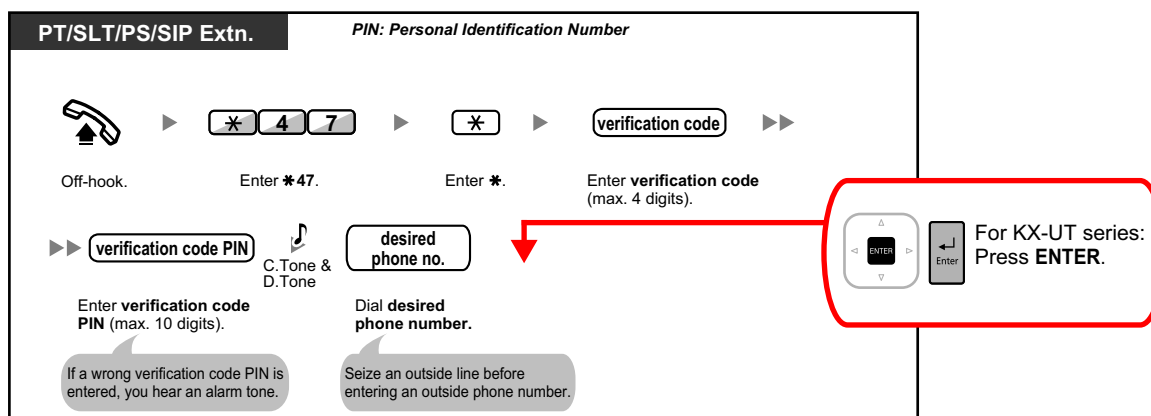 PT/SLT/PS/SIP Extn.
PIN: Personal Identification Number
* 4 7
*
verification code
Off-hook.
Enter *47.
Enter *.
Enter verification code
(max. 4 digits).
verification code PIN
C.Tone &
D.Tone
desired
phone no.
Enter verification code
PIN (max. 10 digits).
Dial desired
phone number.
If a wrong verification code PIN is
entered, you hear an alarm tone.
Seize an outside line before
entering an outside phone number.
ENTER
Enter
For KX-UT series:
Press ENTER.